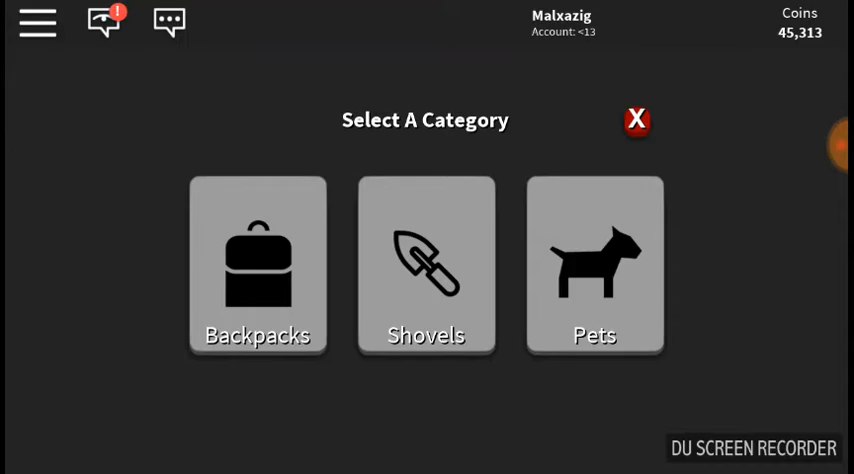 !
Malxazig
Account: <13
Coins
45,313
Select A Category
X
Backpacks
Shovels
Pets
DU SCREEN RECORDER